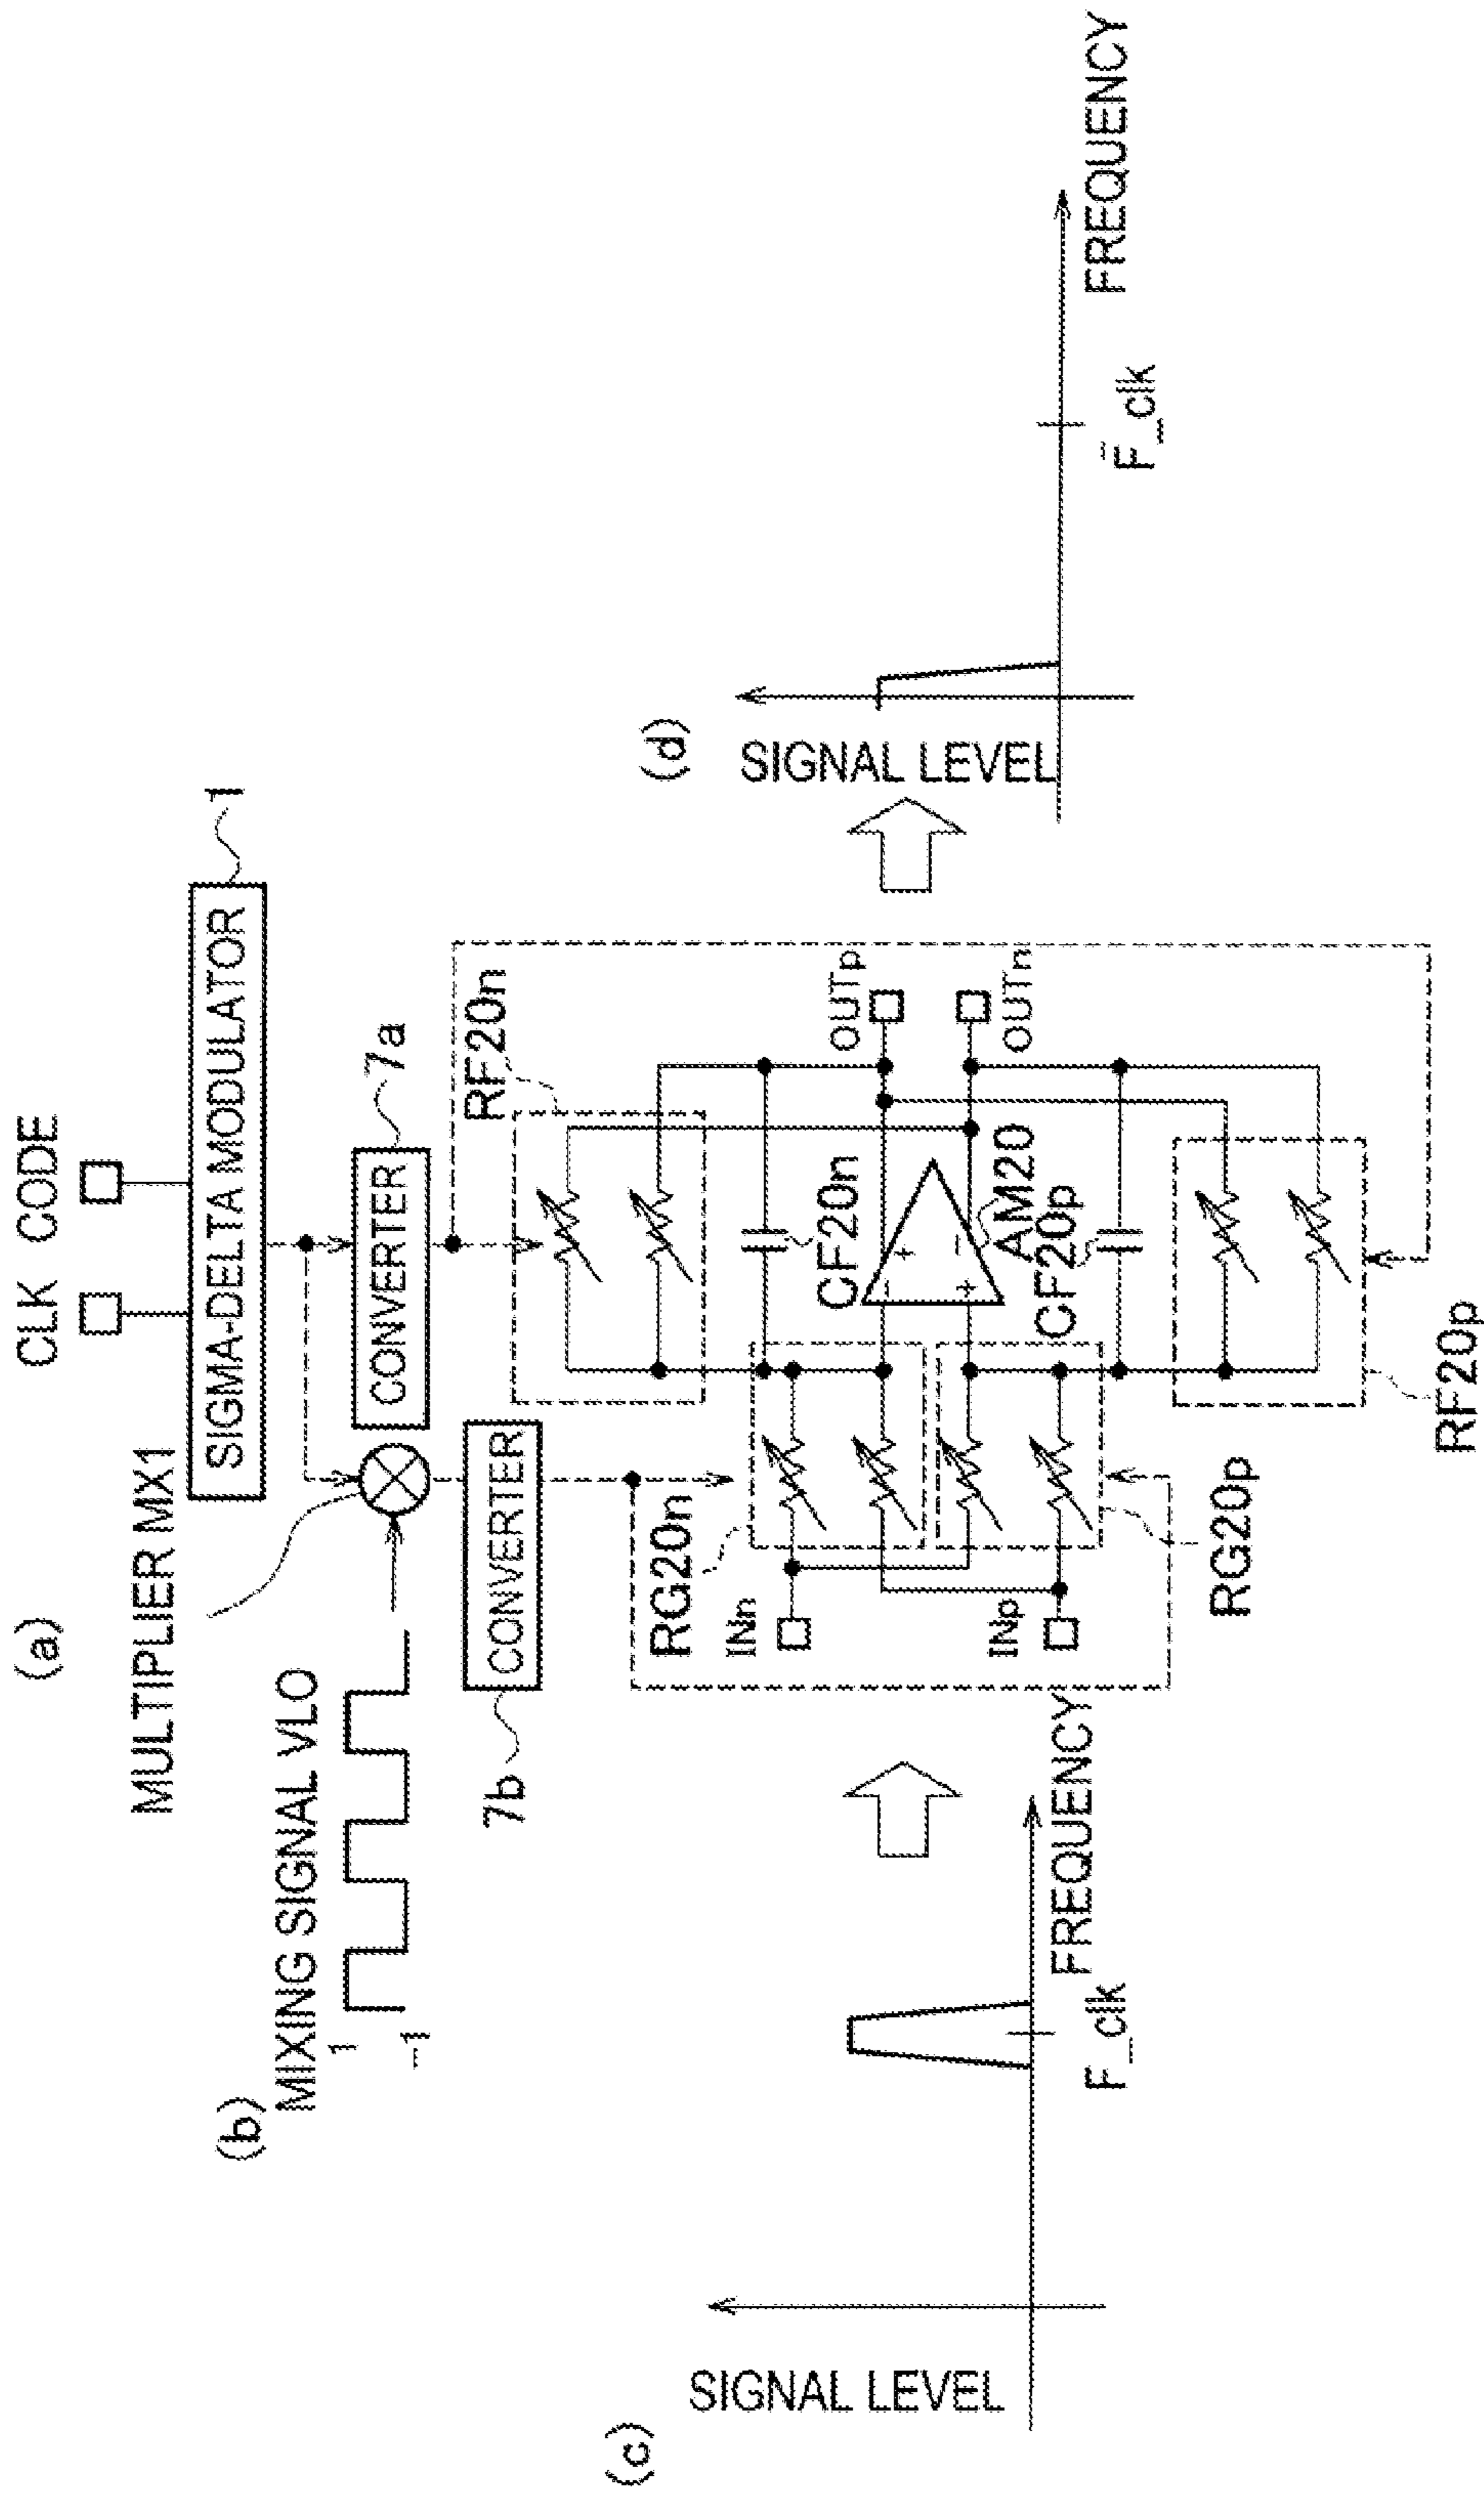 (a)
CLK
CODE
MULTIPLIER MX1
SIGMA-DELTA MODULATOR
1
(b)
MIXING SIGNAL VLO
1
-1
CONVERTER
7a
7b
CONVERTER
RF20n
RG20n
CF20n
INn
OUTp
+
-
-
+
AM20
OUTn
INp
CF20p
RG20p
RF20p
(c)
SIGNAL LEVEL
F_clk
FREQUENCY
(d)
SIGNAL LEVEL
F_clk
FREQUENCY